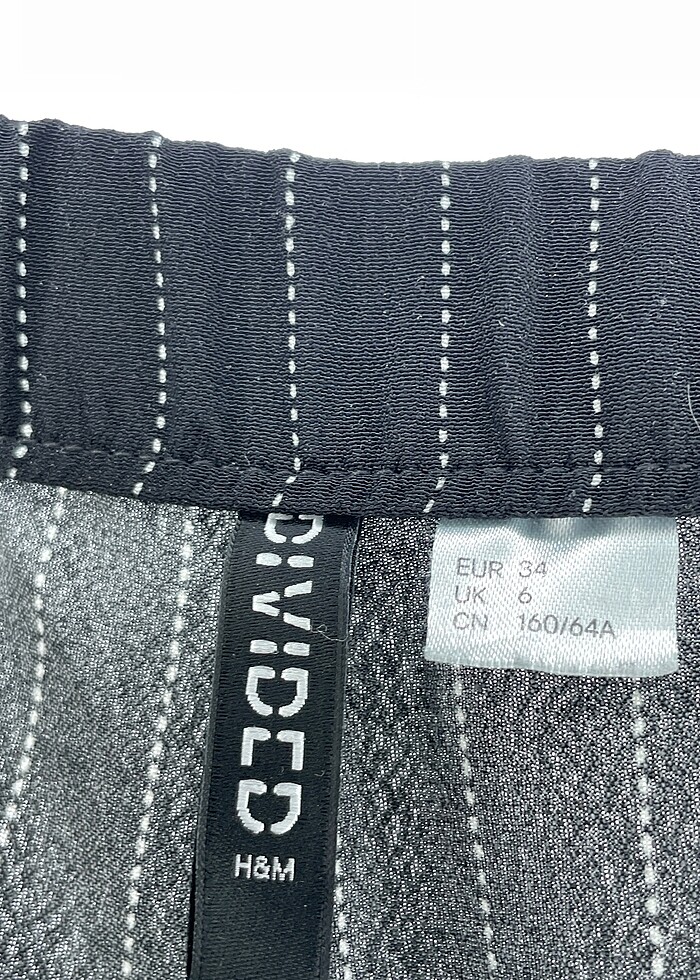 DIVIDED
H&M
EUR 34
UK 6
CN 160/64A